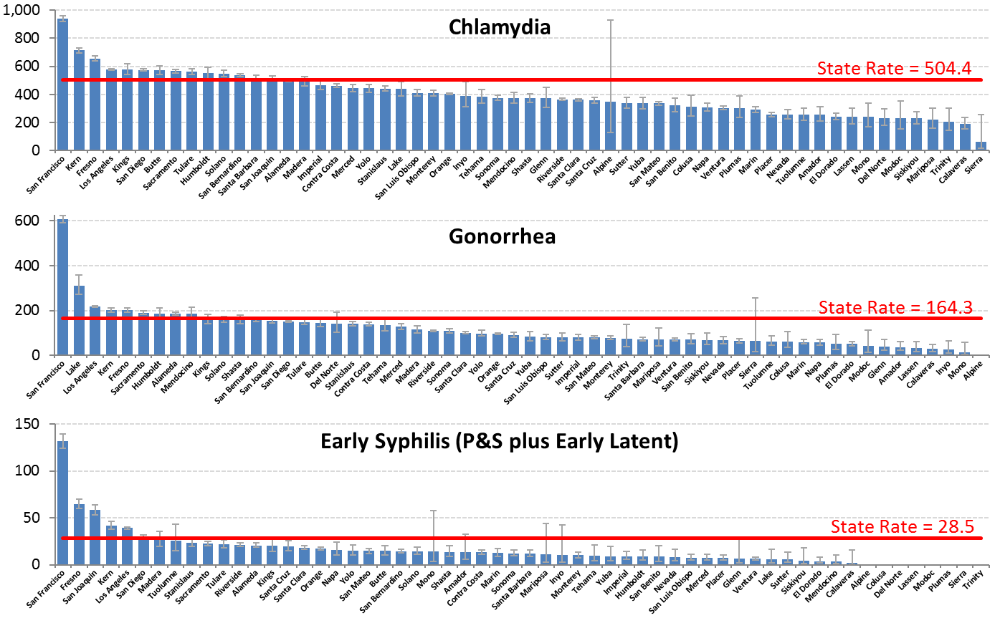 Chlamydia
1,000
800
600
400
200
0
State Rate = 504.4
San Francisco Kern Fresno Los Angeles Kings San Diego Butte Sacramento Tulare Humboldt Solano San Bernardino Santa Barbara San Joaquin Alameda Madera Imperial Contra Costa Merced Yolo Stanislaus Lake San Luis Obispo Monterey Orange Inyo Tehama Sonoma Mendocino Shasta Glenn Riverside Santa Clara Santa Cruz Alpine Sutter Yuba San Mateo San Benito Colusa Napa Ventura Plumas Marin Placer Nevada Tuolumne Amador El Dorado Lassen Mono Del Norte Modoc Siskiyou Mariposa Trinity Calaveras Sierra
Gonorrhea
600
400
200
0
State Rate = 164.3
San Francisco Lake Los Angeles Kern Fresno Sacramento Humboldt Alameda Mendocino Kings Solano Shasta San Bernardino San Joaquin San Diego Tulare Butte Del Norte Stanislaus Contra Costa Tehama Merced Madera Riverside Sonoma Santa Clara Yolo Orange Santa Cruz Yuba San Luis Obispo Sutter Imperial San Mateo Monterey Trinity Santa Barbara Mariposa Ventura San Benito Siskiyou Nevada Placer Sierra Tuolumne Colusa Marin Napa Plumas El Dorado Modoc Glenn Amador Lassen Calaveras Inyo Mono Alpine
Early Syphilis (P&S plus Early Latent)
150
100
50
0
State Rate = 28.5
San Francisco Fresno San Joaquin Kern Los Angeles San Diego Madera Tuolumne Stanislaus Sacramento Tulare Riverside Alameda Kings Santa Cruz Santa Clara Orange Napa Yolo San Mateo Butte San Bernardino Solano Mono Shasta Amador Contra Costa Marin Sonoma Santa Barbara Mariposa Inyo Monterey Tehama Yuba Imperial Humboldt San Benito Nevada San Luis Obispo Merced Placer Glenn Ventura Lake Sutter Siskiyou El Dorado Mendocino Calaveras Alpine Colusa Del Norte Lassen Modoc Plumas Sierra Trinity